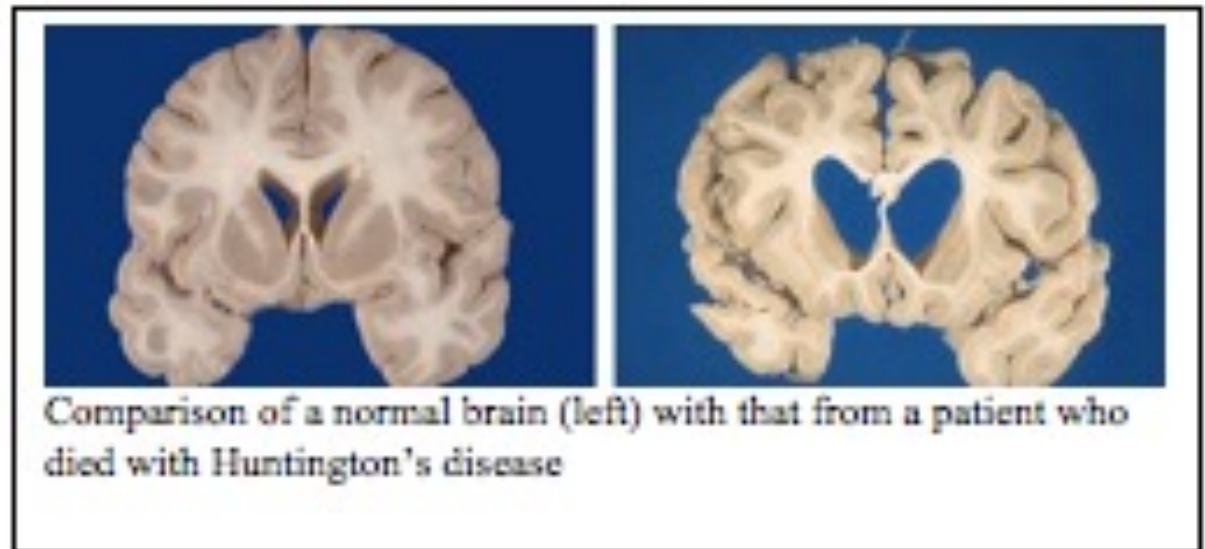 Comparison of a normal brain (left) with that from a patient who
died with Huntington's disease